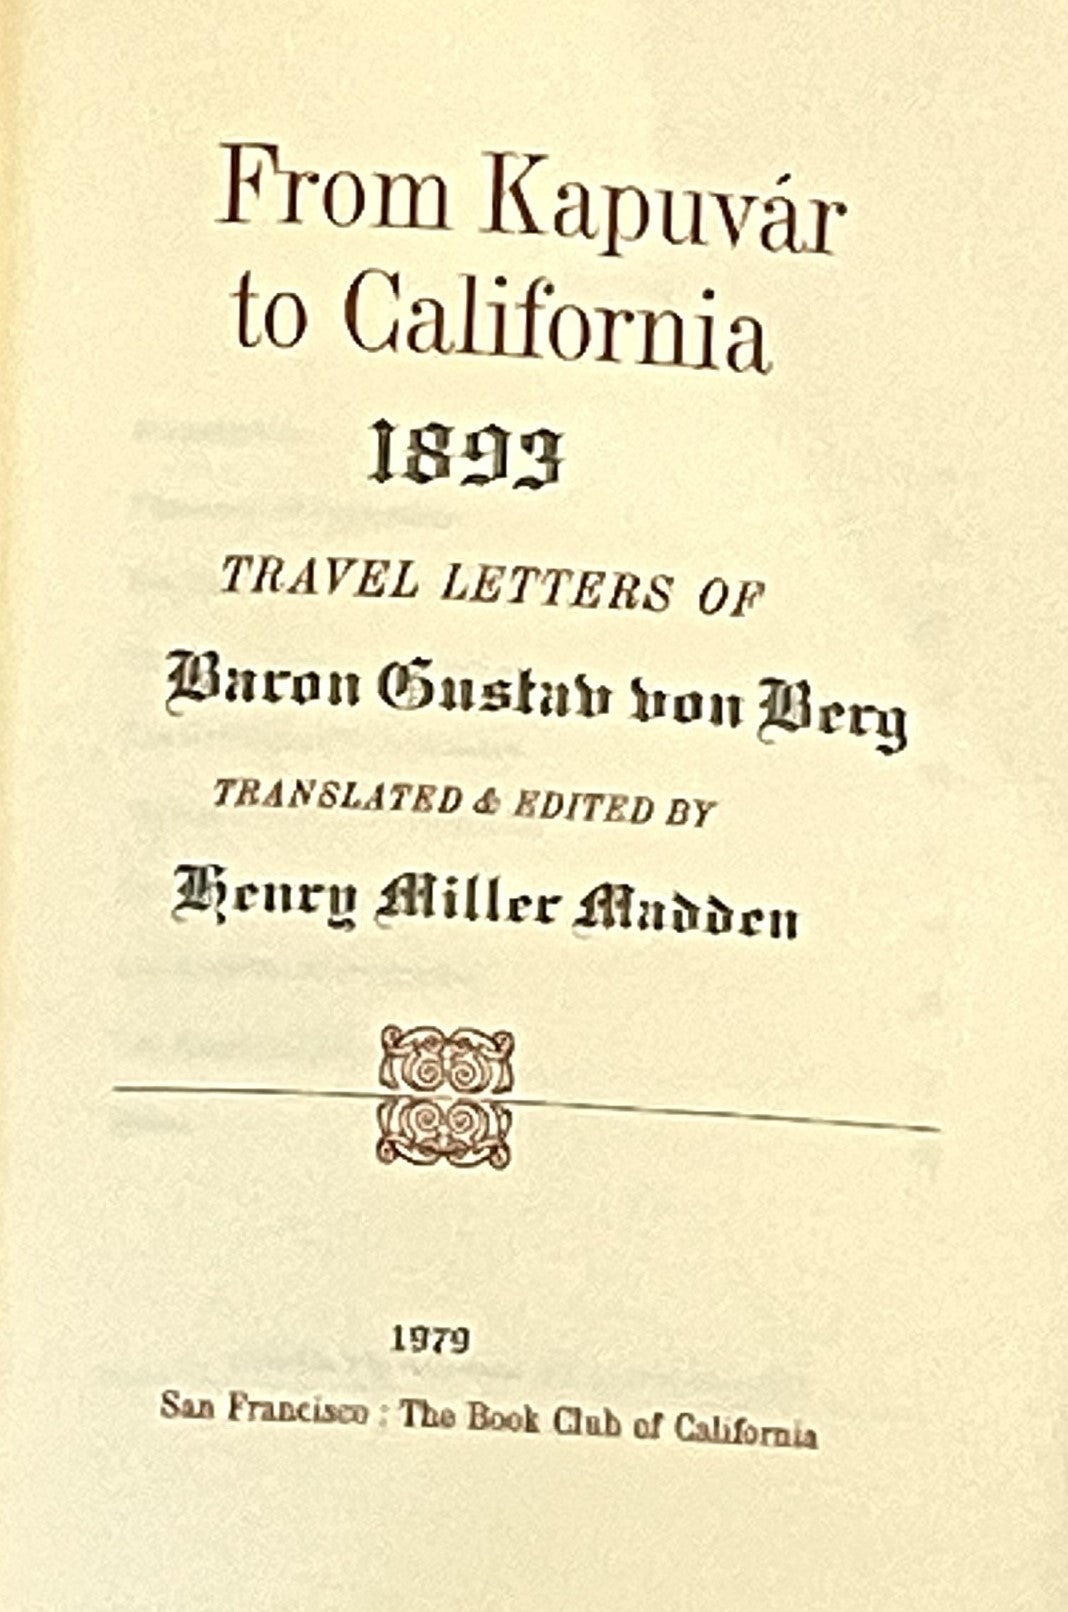 From Kapuvár
to California
1893
TRAVEL LETTERS OF
Baron Gustav von Berg
TRANSLATED & EDITED BY
Henry Miller Madden
1979
San Francisco : The Book Club of California